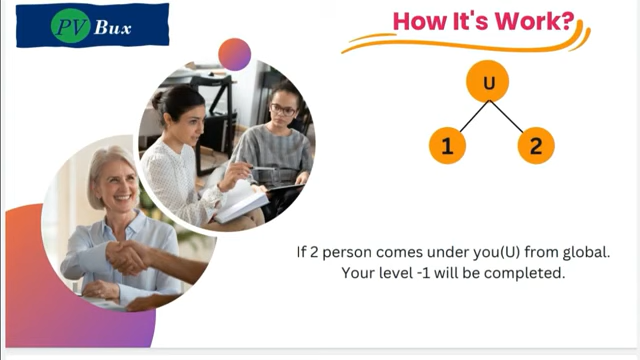 PV Bux
How It's Work?
U
1 2
If 2 person comes under you(U) from global.
Your level -1 will be completed.